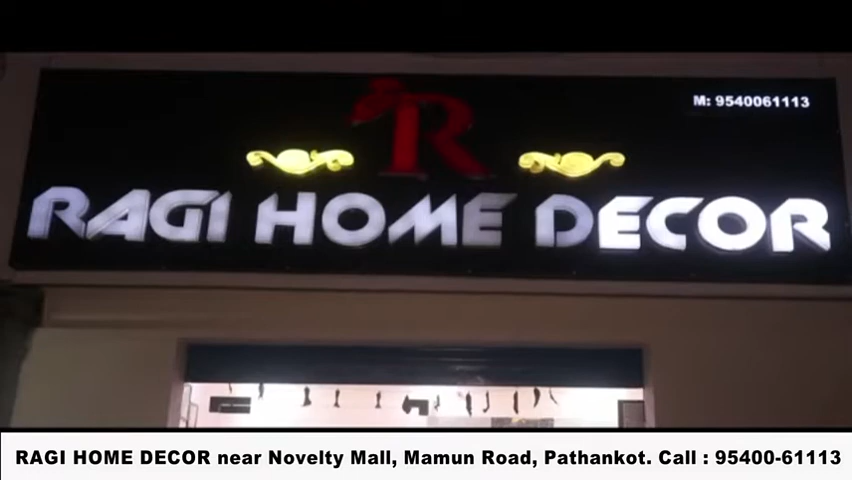 R
M: 9540061113
RAGI HOME DECOR
RAGI HOME DECOR near Novelty Mall, Mamun Road, Pathankot. Call : 95400-61113